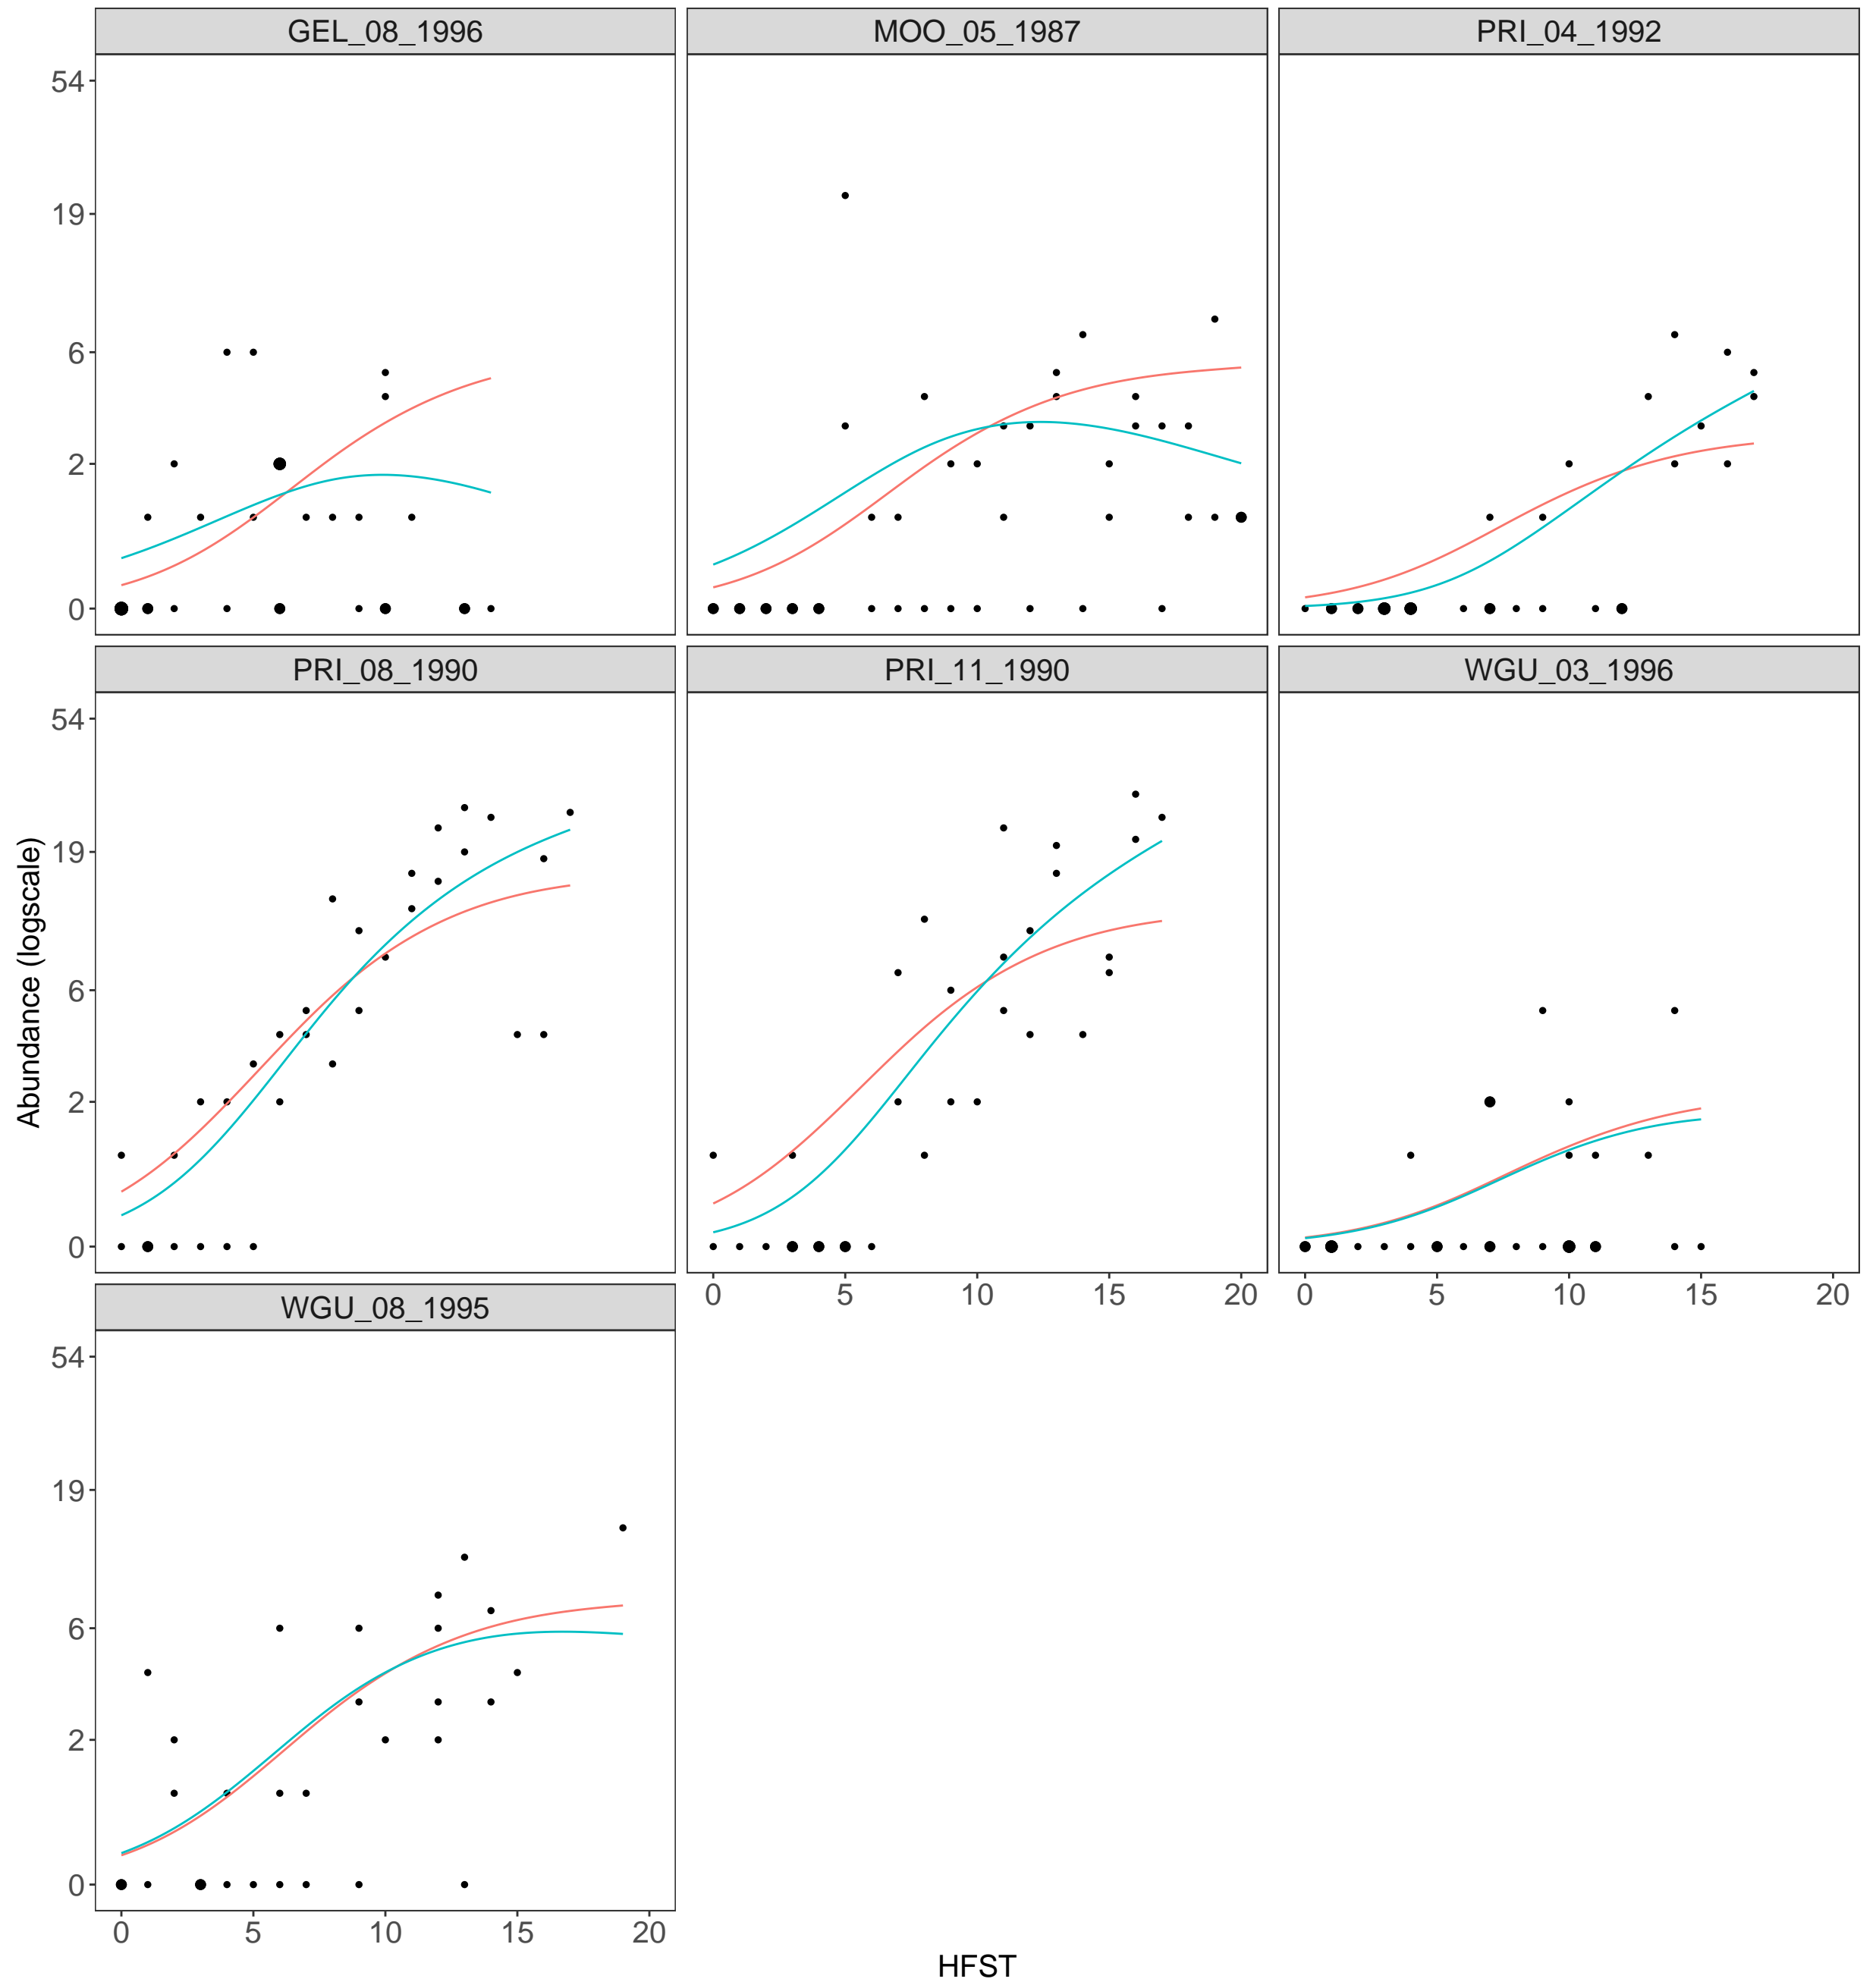 GEL_08_1996 MOO_05_1987 PRI_04_1992
54
19
6
2
0
PRI_08_1990 PRI_11_1990 WGU_03_1996
54
19
6
2
0
0 5 10 15 20 0 5 10 15 20
WGU_08_1995
54
19
6
2
0
0 5 10 15 20
Abundance (logscale)
HFST